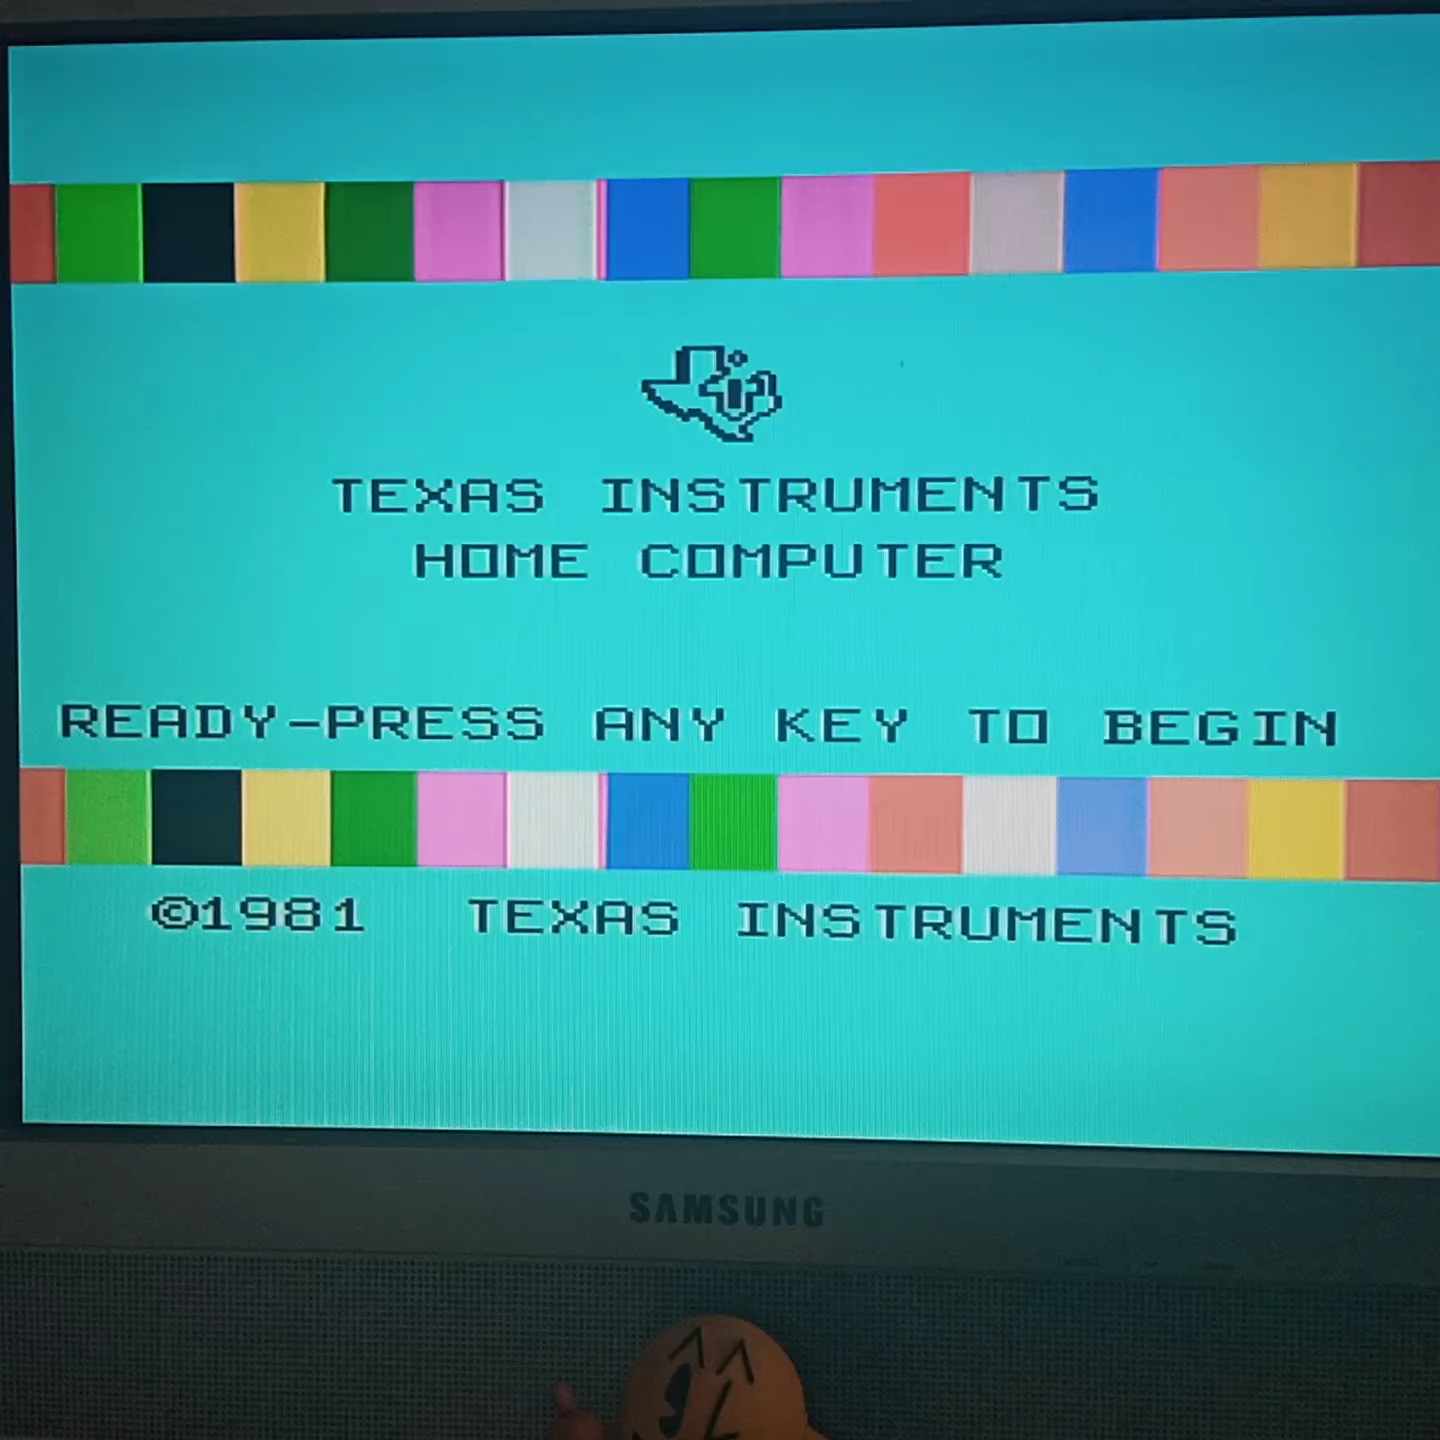 TEXAS INSTRUMENTS
HOME COMPUTER
READY-PRESS ANY KEY TO BEGIN
©1981 TEXAS INSTRUMENTS
SAMSUNG